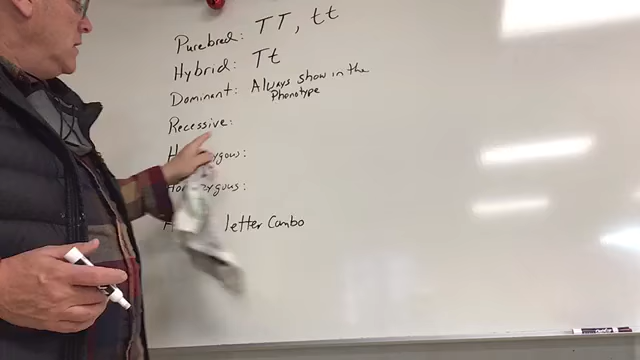 Purebred: TT, tt
Hybrid: Tt
Dominant: Always show in the
Phenotype
Recessive:
letter Combo